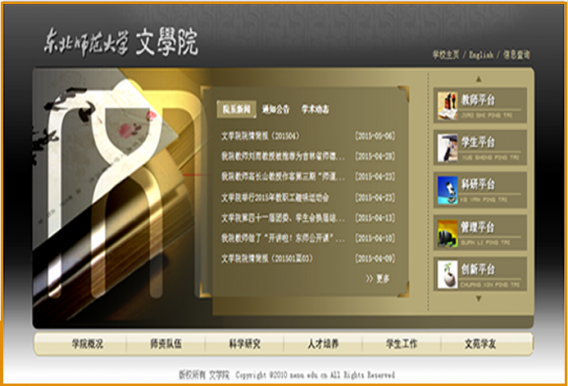 东北师范大学 文學院
学校主页 / English / 信息查询
院系新闻 通知公告 学术动态
文学院院情简报（201504） [2015-05-06]
我院教师刘雨教授被推荐为吉林省师德... [2015-04-28]
我院教师高长山教授作客第三期“师道... [2015-04-23]
文学院举行2015年教职工趣味运动会 [2015-04-23]
文学院第四十一届团委、学生会换届... [2015-04-13]
我院教师做了“开讲啦！东师公开课”... [2015-04-10]
文学院院情简报（201501至03） [2015-04-09]
>> 更多
教师平台
JIAO SHI PING TAI
学生平台
XUE SHENG PING TAI
科研平台
KE YAN PING TAI
管理平台
GUAN LI PING TAI
创新平台
CHUANG XIN PING TAI
学院概况 师资队伍 科学研究 人才培养 学生工作 文苑学友
版权所有 文学院 Copyright @2010 nenu.edu.cn All Rights Reserved